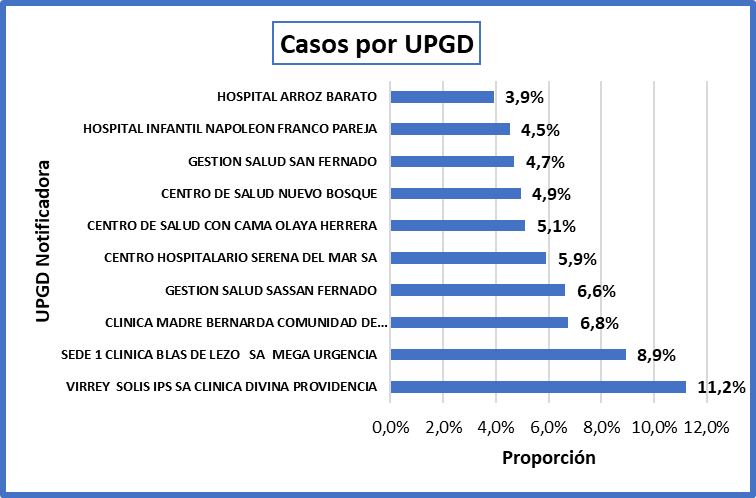 Casos por UPGD
UPGD Notificadora
HOSPITAL ARROZ BARATO 3,9%
HOSPITAL INFANTIL NAPOLEON FRANCO PAREJA 4,5%
GESTION SALUD SAN FERNADO 4,7%
CENTRO DE SALUD NUEVO BOSQUE 4,9%
CENTRO DE SALUD CON CAMA OLAYA HERRERA 5,1%
CENTRO HOSPITALARIO SERENA DEL MAR SA 5,9%
GESTION SALUD SASSAN FERNADO 6,6%
CLINICA MADRE BERNARDA COMUNIDAD DE... 6,8%
SEDE 1 CLINICA BLAS DE LEZO SA MEGA URGENCIA 8,9%
VIRREY SOLIS IPS SA CLINICA DIVINA PROVIDENCIA 11,2%
0,0% 2,0% 4,0% 6,0% 8,0% 10,0% 12,0%
Proporción